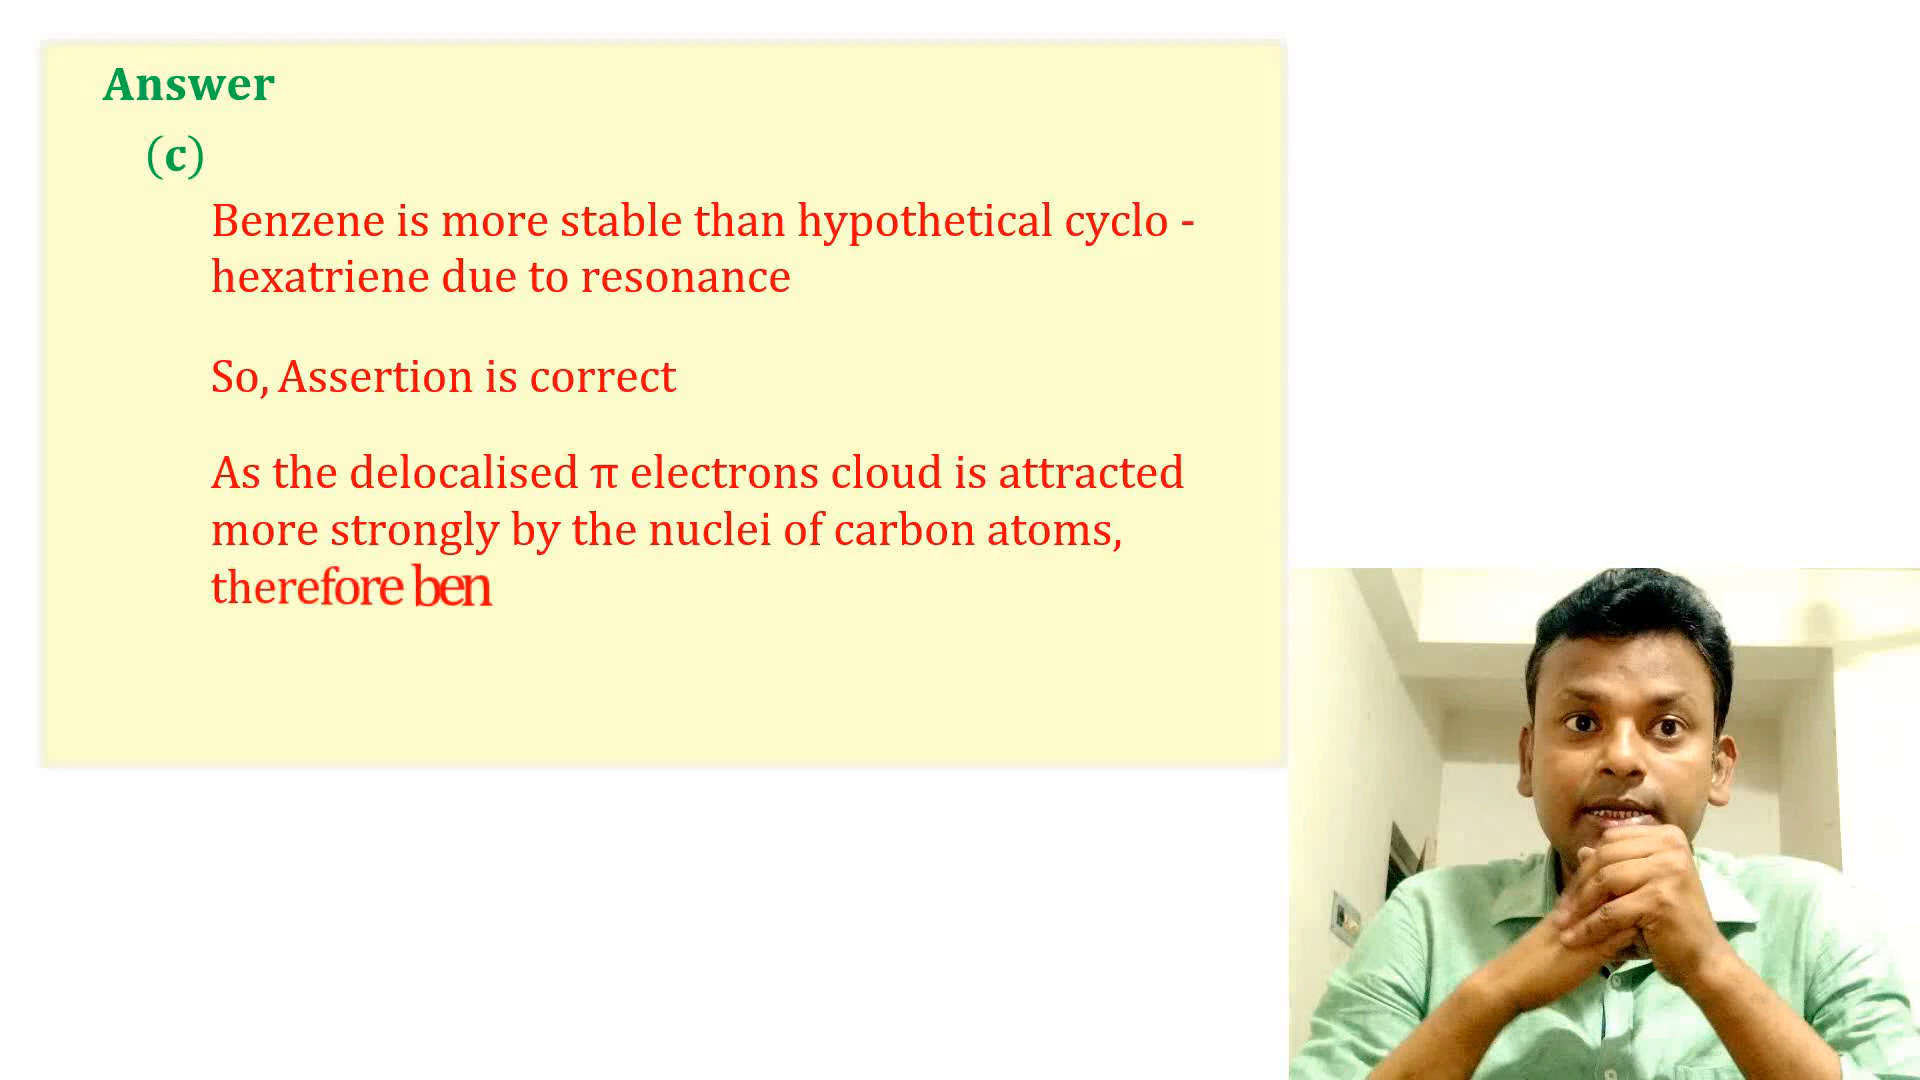 Answer
(c)
Benzene is more stable than hypothetical cyclo -
hexatriene due to resonance
So, Assertion is correct
As the delocalised π electrons cloud is attracted
more strongly by the nuclei of carbon atoms,
therefore ben